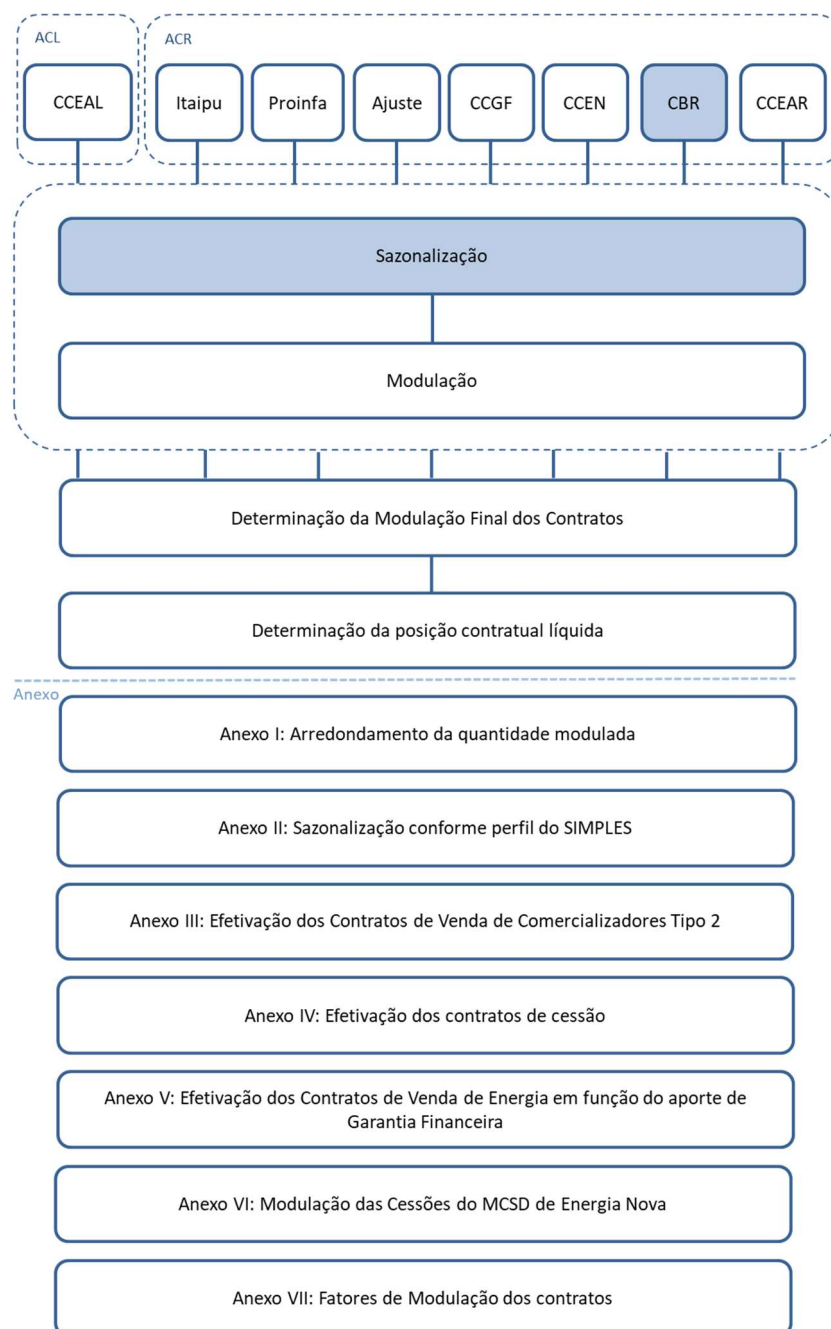 ACL
ACR
CCEAL
Itaipu
Proinfa
Ajuste
CCGF
CCEN
CBR
CCEAR
Sazonalização
Modulação
Determinação da Modulação Final dos Contratos
Determinação da posição contratual líquida
Anexo
Anexo I: Arredondamento da quantidade modulada
Anexo II: Sazonalização conforme perfil do SIMPLES
Anexo III: Efetivação dos Contratos de Venda de Comercializadores Tipo 2
Anexo IV: Efetivação dos contratos de cessão
Anexo V: Efetivação dos Contratos de Venda de Energia em função do aporte de
Garantia Financeira
Anexo VI: Modulação das Cessões do MCSD de Energia Nova
Anexo VII: Fatores de Modulação dos contratos